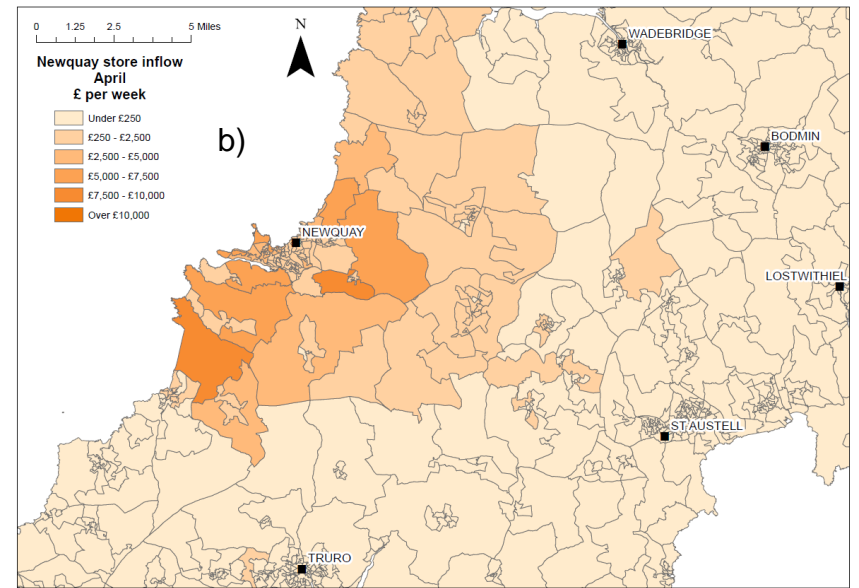 0 1.25 2.5 5 Miles
N
Newquay store inflow
April
£ per week
Under £250
£250 - £2,500
£2,500 - £5,000
£5,000 - £7,500
£7,500 - £10,000
Over £10,000
b)
WADEBRIDGE
BODMIN
NEWQUAY
LOSTWITHIEL
ST AUSTELL
TRURO